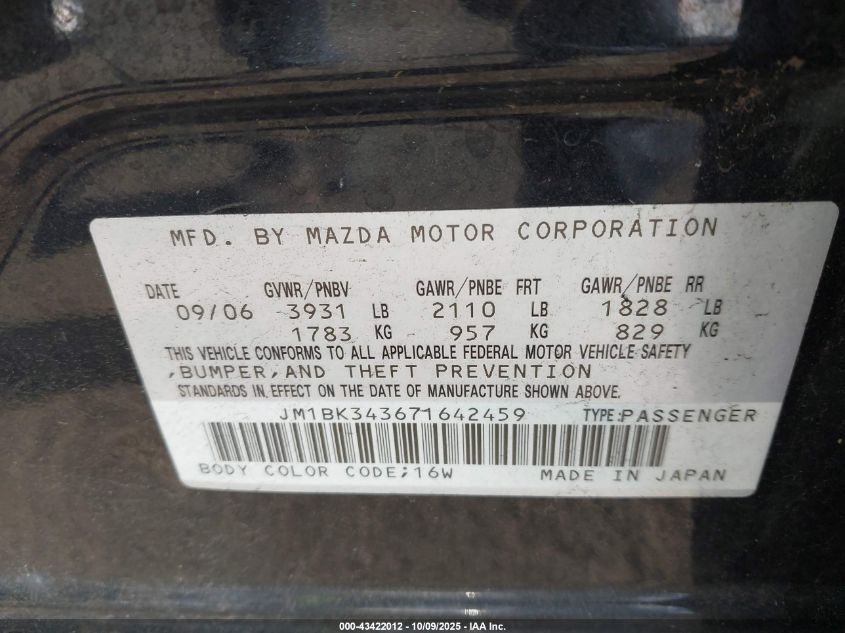 MFD. BY MAZDA MOTOR CORPORATION
DATE GVWR/PNBV GAWR/PNBE FRT GAWR/PNBE RR
09/06 3931 LB 2110 LB 1828 LB
1783 KG 957 KG 829 KG
THIS VEHICLE CONFORMS TO ALL APPLICABLE FEDERAL MOTOR VEHICLE SAFETY
,BUMPER,AND THEFT PREVENTION
STANDARDS IN EFFECT ON THE DATE OF MANUFACTURE SHOWN ABOVE.
JM1BK343671642459 TYPE:PASSENGER
BODY COLOR CODE;16W MADE IN JAPAN
000-43422012 - 10/09/2025 - IAA Inc.